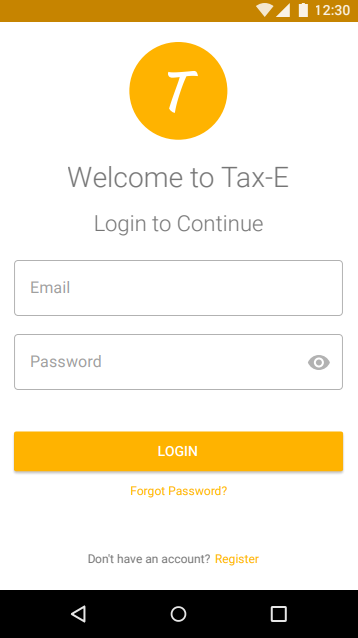 12:30
T
Welcome to Tax-E
Login to Continue
Email
Password
LOGIN
Forgot Password?
Don't have an account? Register